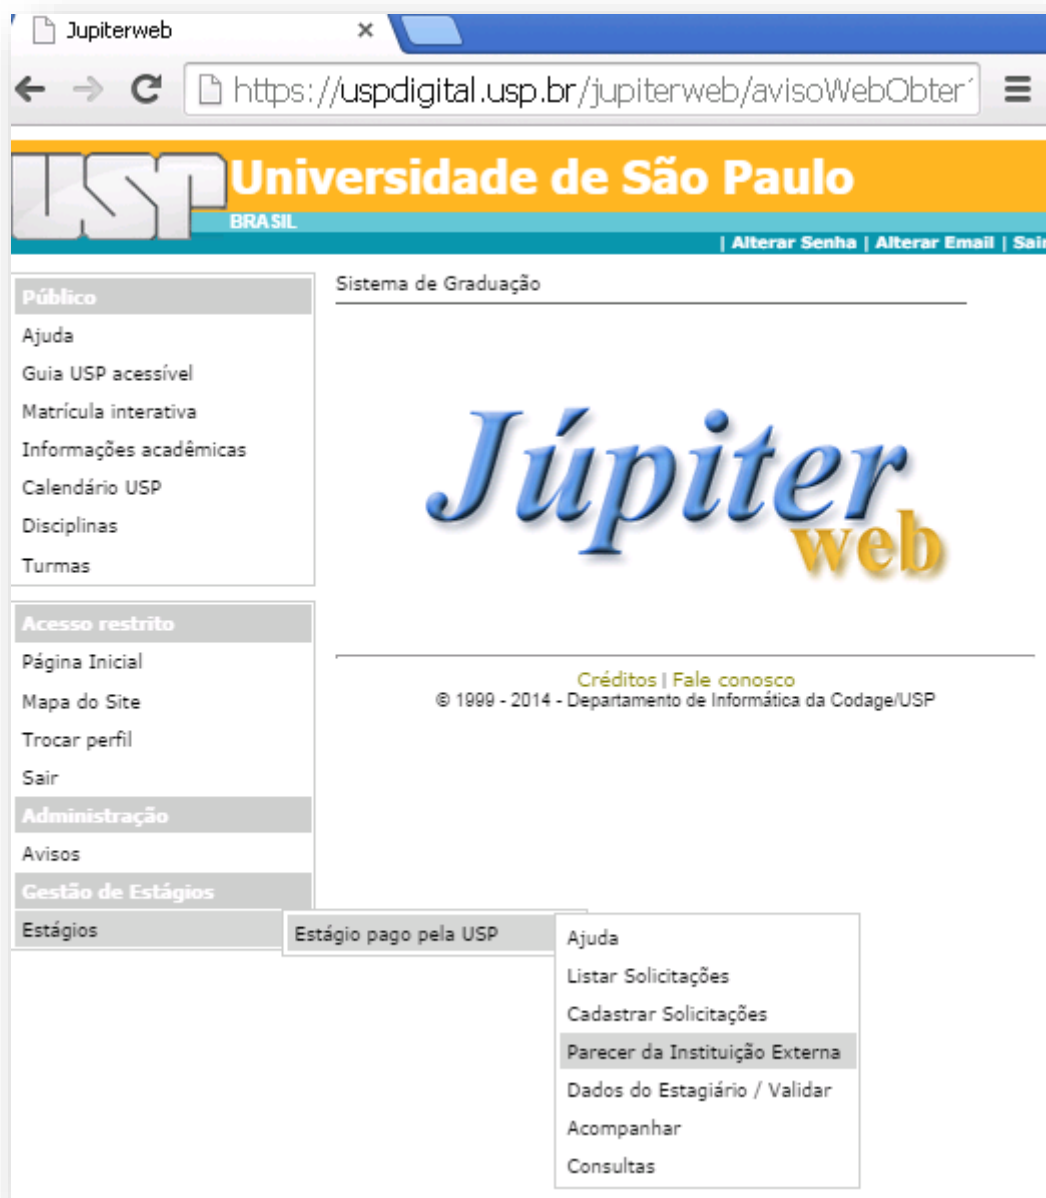 Jupiterweb
https://uspdigital.usp.br/jupiterweb/avisoWebObter
USP
Universidade de São Paulo
BRASIL
| Alterar Senha | Alterar Email | Sair
Público
Ajuda
Guia USP acessível
Matrícula interativa
Informações acadêmicas
Calendário USP
Disciplinas
Turmas
Acesso restrito
Página Inicial
Mapa do Site
Trocar perfil
Sair
Administração
Avisos
Gestão de Estágios
Estágios
Estágio pago pela USP
Ajuda
Listar Solicitações
Cadastrar Solicitações
Parecer da Instituição Externa
Dados do Estagiário / Validar
Acompanhar
Consultas
Sistema de Graduação
Júpiter
web
Créditos | Fale conosco
© 1999 - 2014 - Departamento de Informática da Codage/USP